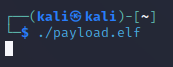 ┌──(kali㉿kali)-[~]
└─$ ./payload.elf